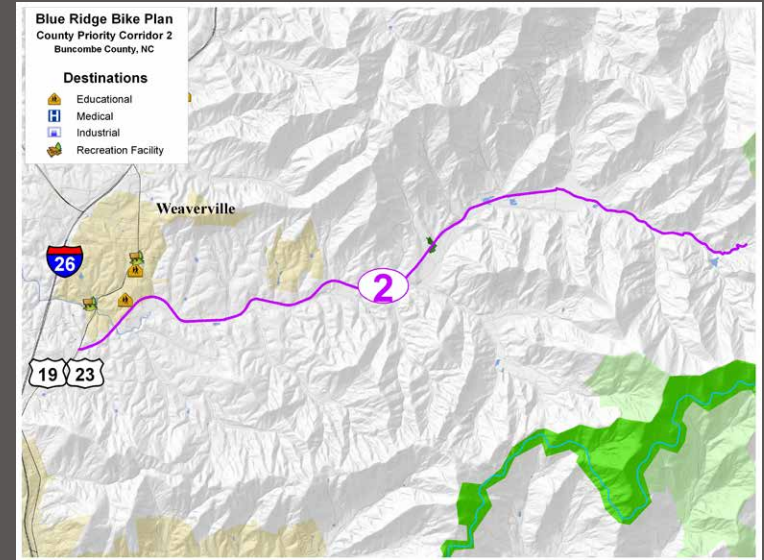 Blue Ridge Bike Plan
County Priority Corridor 2
Buncombe County, NC
Destinations
Educational
Medical
Industrial
Recreation Facility
Weaverville
26
2
19 23